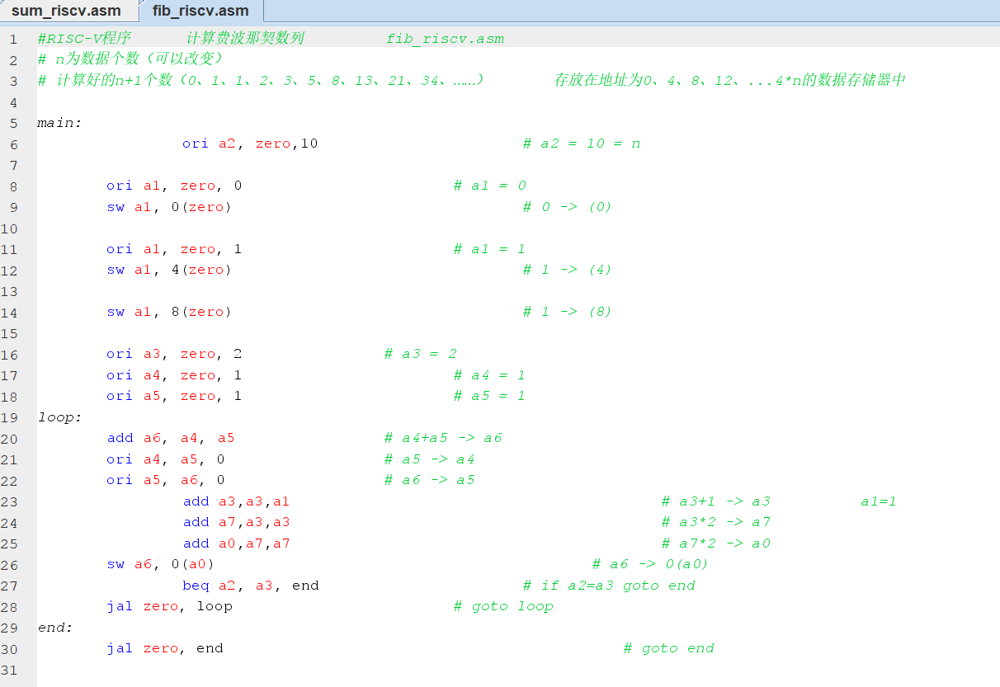 sum_riscv.asm fib_riscv.asm
1 #RISC-V程序 计算费波那契数列 fib_riscv.asm
2 # n为数据个数（可以改变）
3 # 计算好的n+1个数（0、1、1、2、3、5、8、13、21、34、……） 存放在地址为0、4、8、12、...4*n的数据存储器中
4
5 main:
6 ori a2, zero,10 # a2 = 10 = n
7
8 ori a1, zero, 0 # a1 = 0
9 sw a1, 0(zero) # 0 -> (0)
10
11 ori a1, zero, 1 # a1 = 1
12 sw a1, 4(zero) # 1 -> (4)
13
14 sw a1, 8(zero) # 1 -> (8)
15
16 ori a3, zero, 2 # a3 = 2
17 ori a4, zero, 1 # a4 = 1
18 ori a5, zero, 1 # a5 = 1
19 loop:
20 add a6, a4, a5 # a4+a5 -> a6
21 ori a4, a5, 0 # a5 -> a4
22 ori a5, a6, 0 # a6 -> a5
23 add a3,a3,a1 # a3+1 -> a3 a1=1
24 add a7,a3,a3 # a3*2 -> a7
25 add a0,a7,a7 # a7*2 -> a0
26 sw a6, 0(a0) # a6 -> 0(a0)
27 beq a2, a3, end # if a2=a3 goto end
28 jal zero, loop # goto loop
29 end:
30 jal zero, end # goto end
31